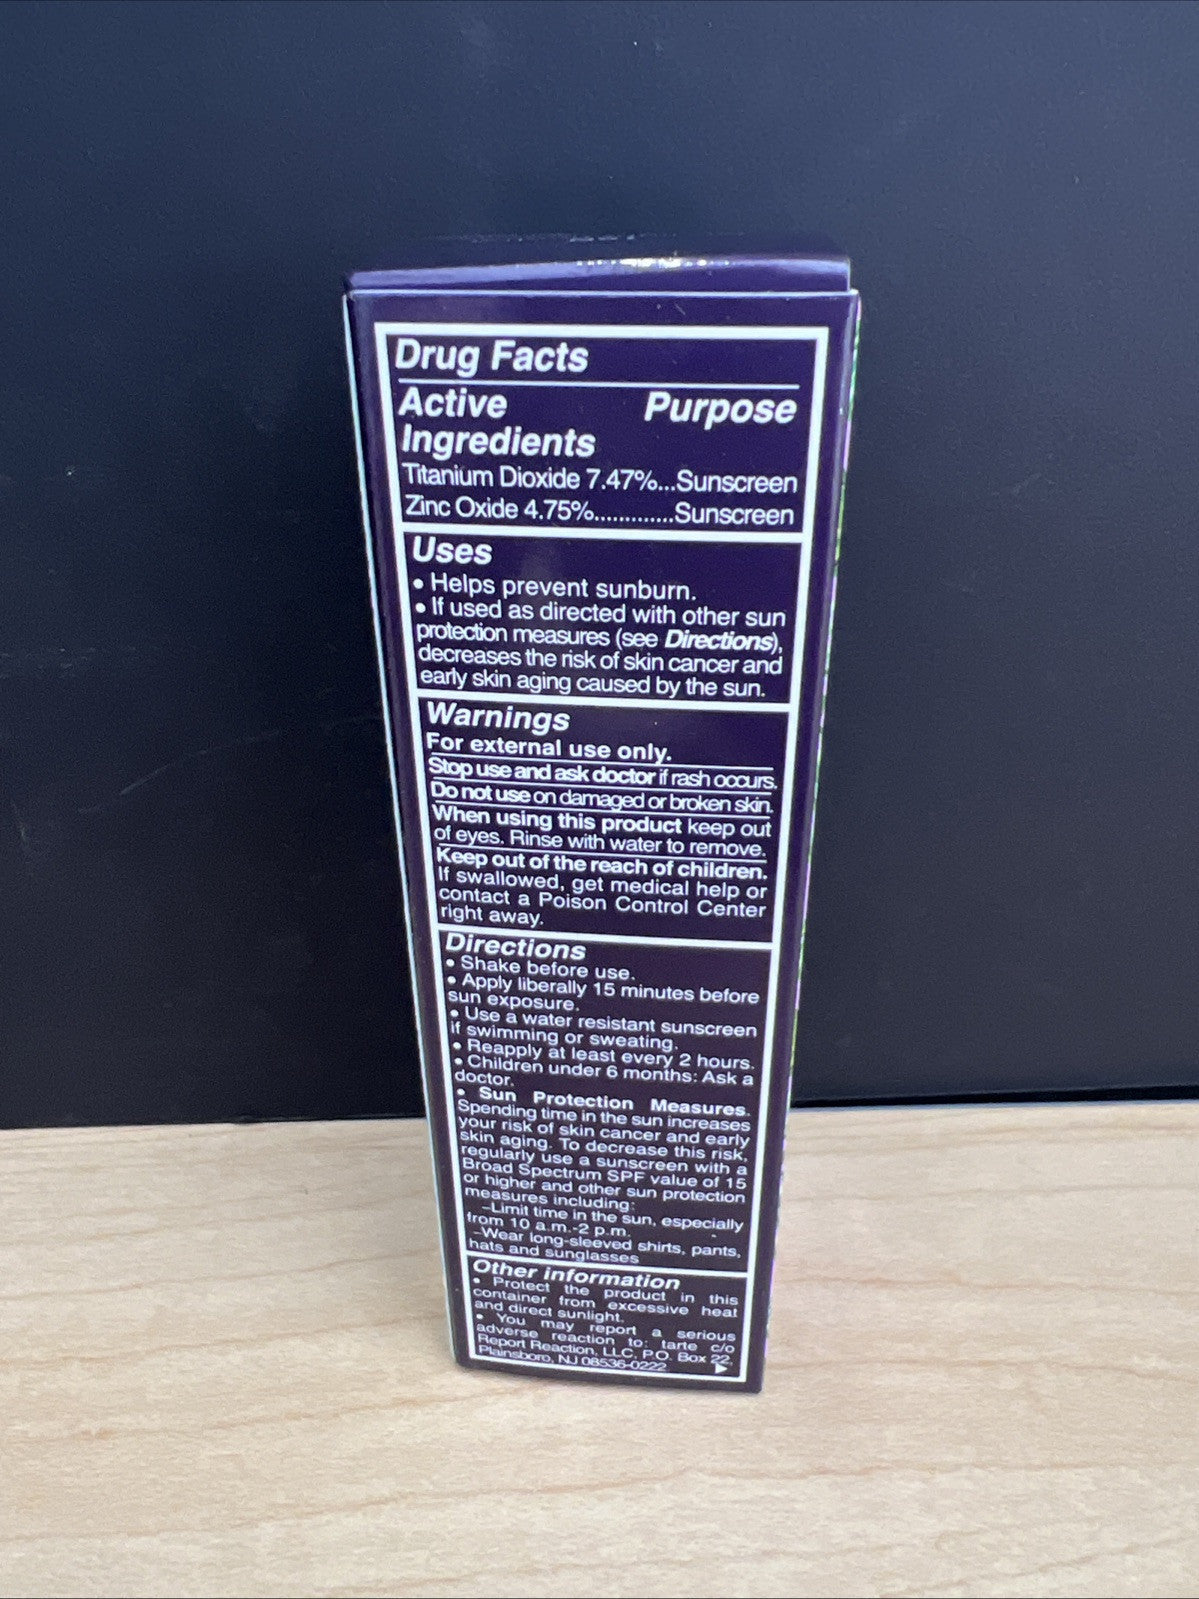 Drug Facts
Active Purpose
Ingredients
Titanium Dioxide 7.47%...Sunscreen
Zinc Oxide 4.75%.............Sunscreen
Uses
• Helps prevent sunburn.
• If used as directed with other sun
protection measures (see Directions),
decreases the risk of skin cancer and
early skin aging caused by the sun.
Warnings
For external use only.
Stop use and ask doctor if rash occurs.
Do not use on damaged or broken skin.
When using this product keep out
of eyes. Rinse with water to remove.
Keep out of the reach of children.
If swallowed, get medical help or
contact a Poison Control Center
right away.
Directions
• Shake before use.
• Apply liberally 15 minutes before
sun exposure.
• Use a water resistant sunscreen
if swimming or sweating.
• Reapply at least every 2 hours.
• Children under 6 months: Ask a
doctor.
• Sun Protection Measures.
Spending time in the sun increases
your risk of skin cancer and early
skin aging. To decrease this risk,
regularly use a sunscreen with a
Broad Spectrum SPF value of 15
or higher and other sun protection
measures including:
–Limit time in the sun, especially
from 10 a.m.-2 p.m.
–Wear long-sleeved shirts, pants,
hats and sunglasses
Other information
• Protect the product in this
container from excessive heat
and direct sunlight.
• You may report a serious
adverse reaction to: tarte c/o
Report Reaction, LLC, P.O. Box 22,
Plainsboro, NJ 08536-0222